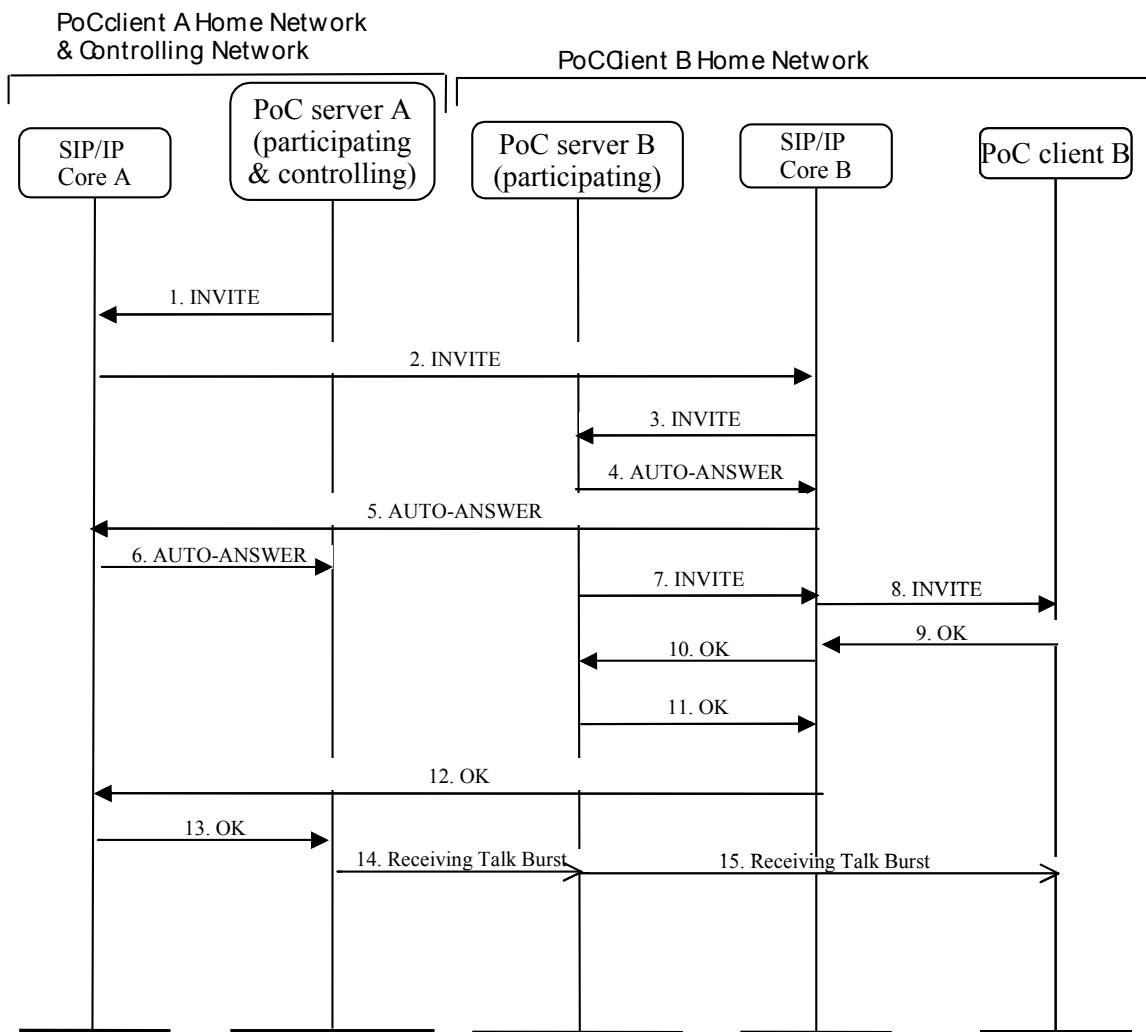 PoCclient A Home Network
& Controlling Network
PoCClient B Home Network
SIP/IP
Core A
PoC server A
(participating
& controlling)
PoC server B
(participating)
SIP/IP
Core B
PoC client B
1. INVITE
2. INVITE
3. INVITE
4. AUTO-ANSWER
5. AUTO-ANSWER
6. AUTO-ANSWER
7. INVITE
8. INVITE
9. OK
10. OK
11. OK
12. OK
13. OK
14. Receiving Talk Burst
15. Receiving Talk Burst